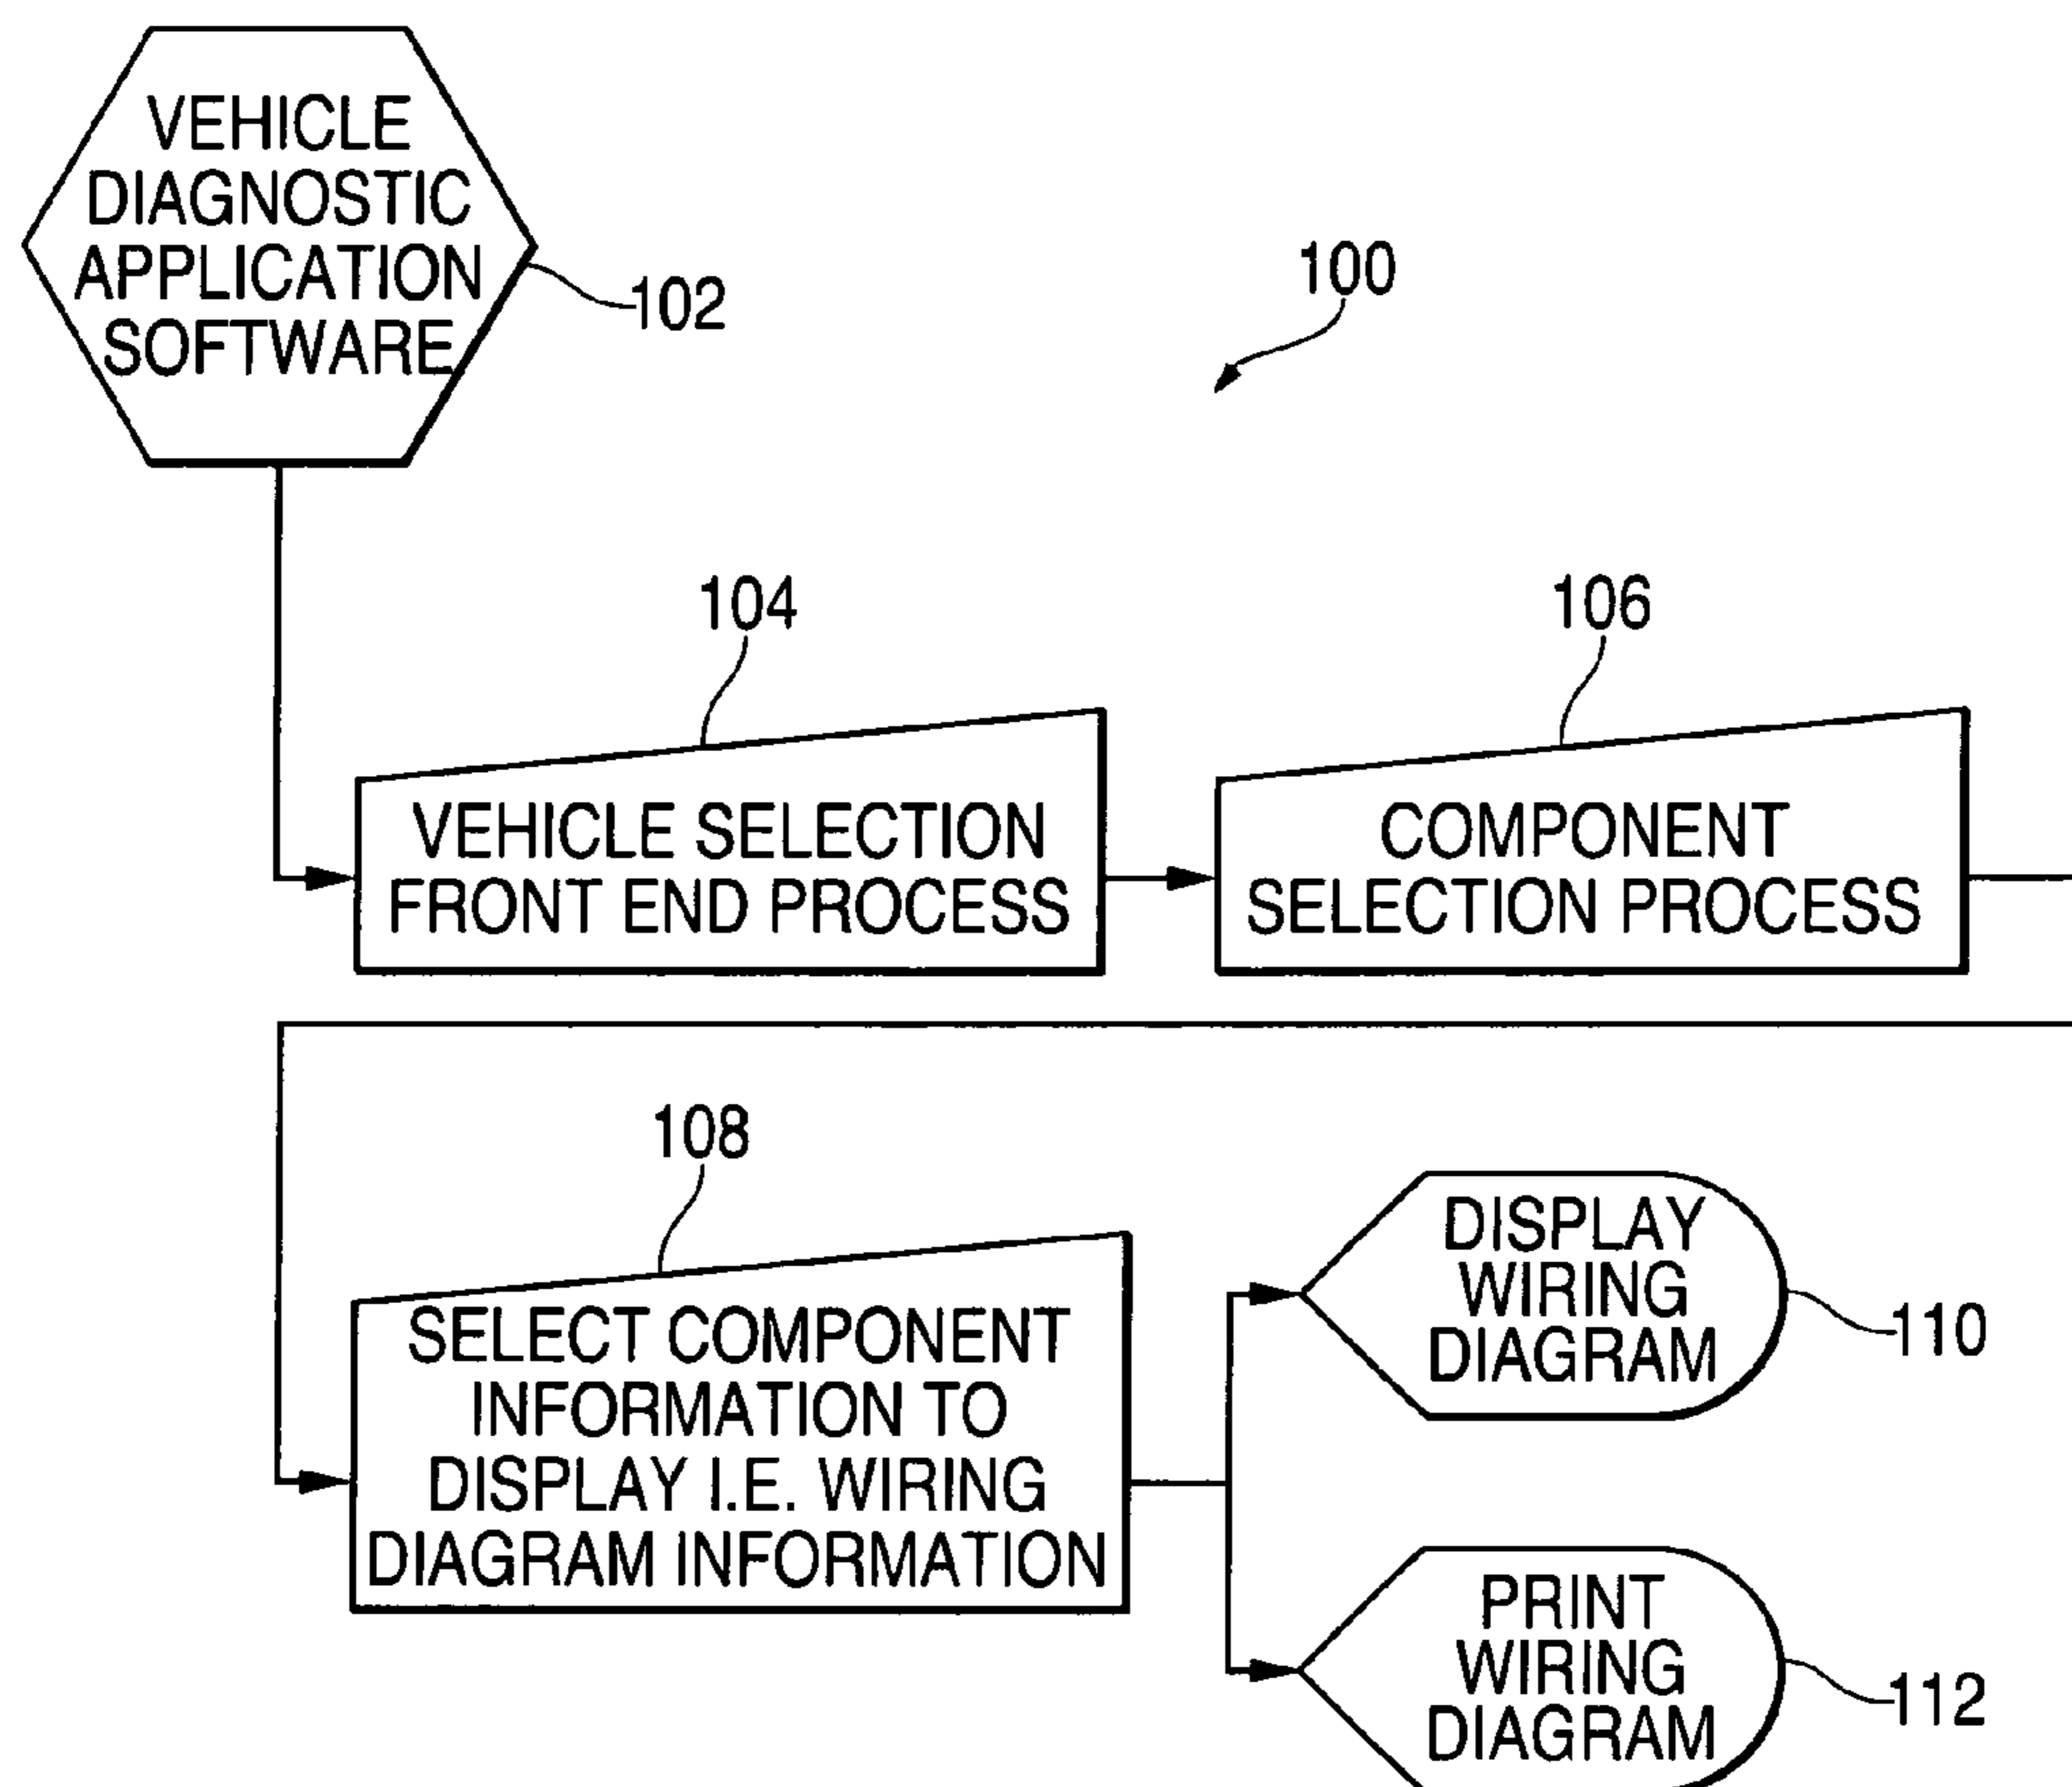 VEHICLE
DIAGNOSTIC
APPLICATION
SOFTWARE
102
100
104
106
VEHICLE SELECTION
FRONT END PROCESS
COMPONENT
SELECTION PROCESS
108
SELECT COMPONENT
INFORMATION TO
DISPLAY I.E. WIRING
DIAGRAM INFORMATION
DISPLAY
WIRING
DIAGRAM
110
PRINT
WIRING
DIAGRAM
112